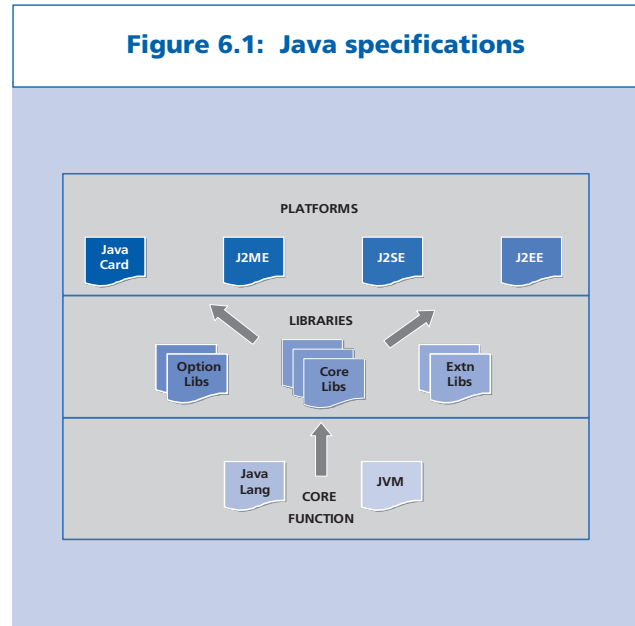 Figure 6.1: Java specifications
PLATFORMS
Java
Card
J2ME
J2SE
J2EE
LIBRARIES
Option
Libs
Core
Libs
Extn
Libs
Java
Lang
JVM
CORE
FUNCTION